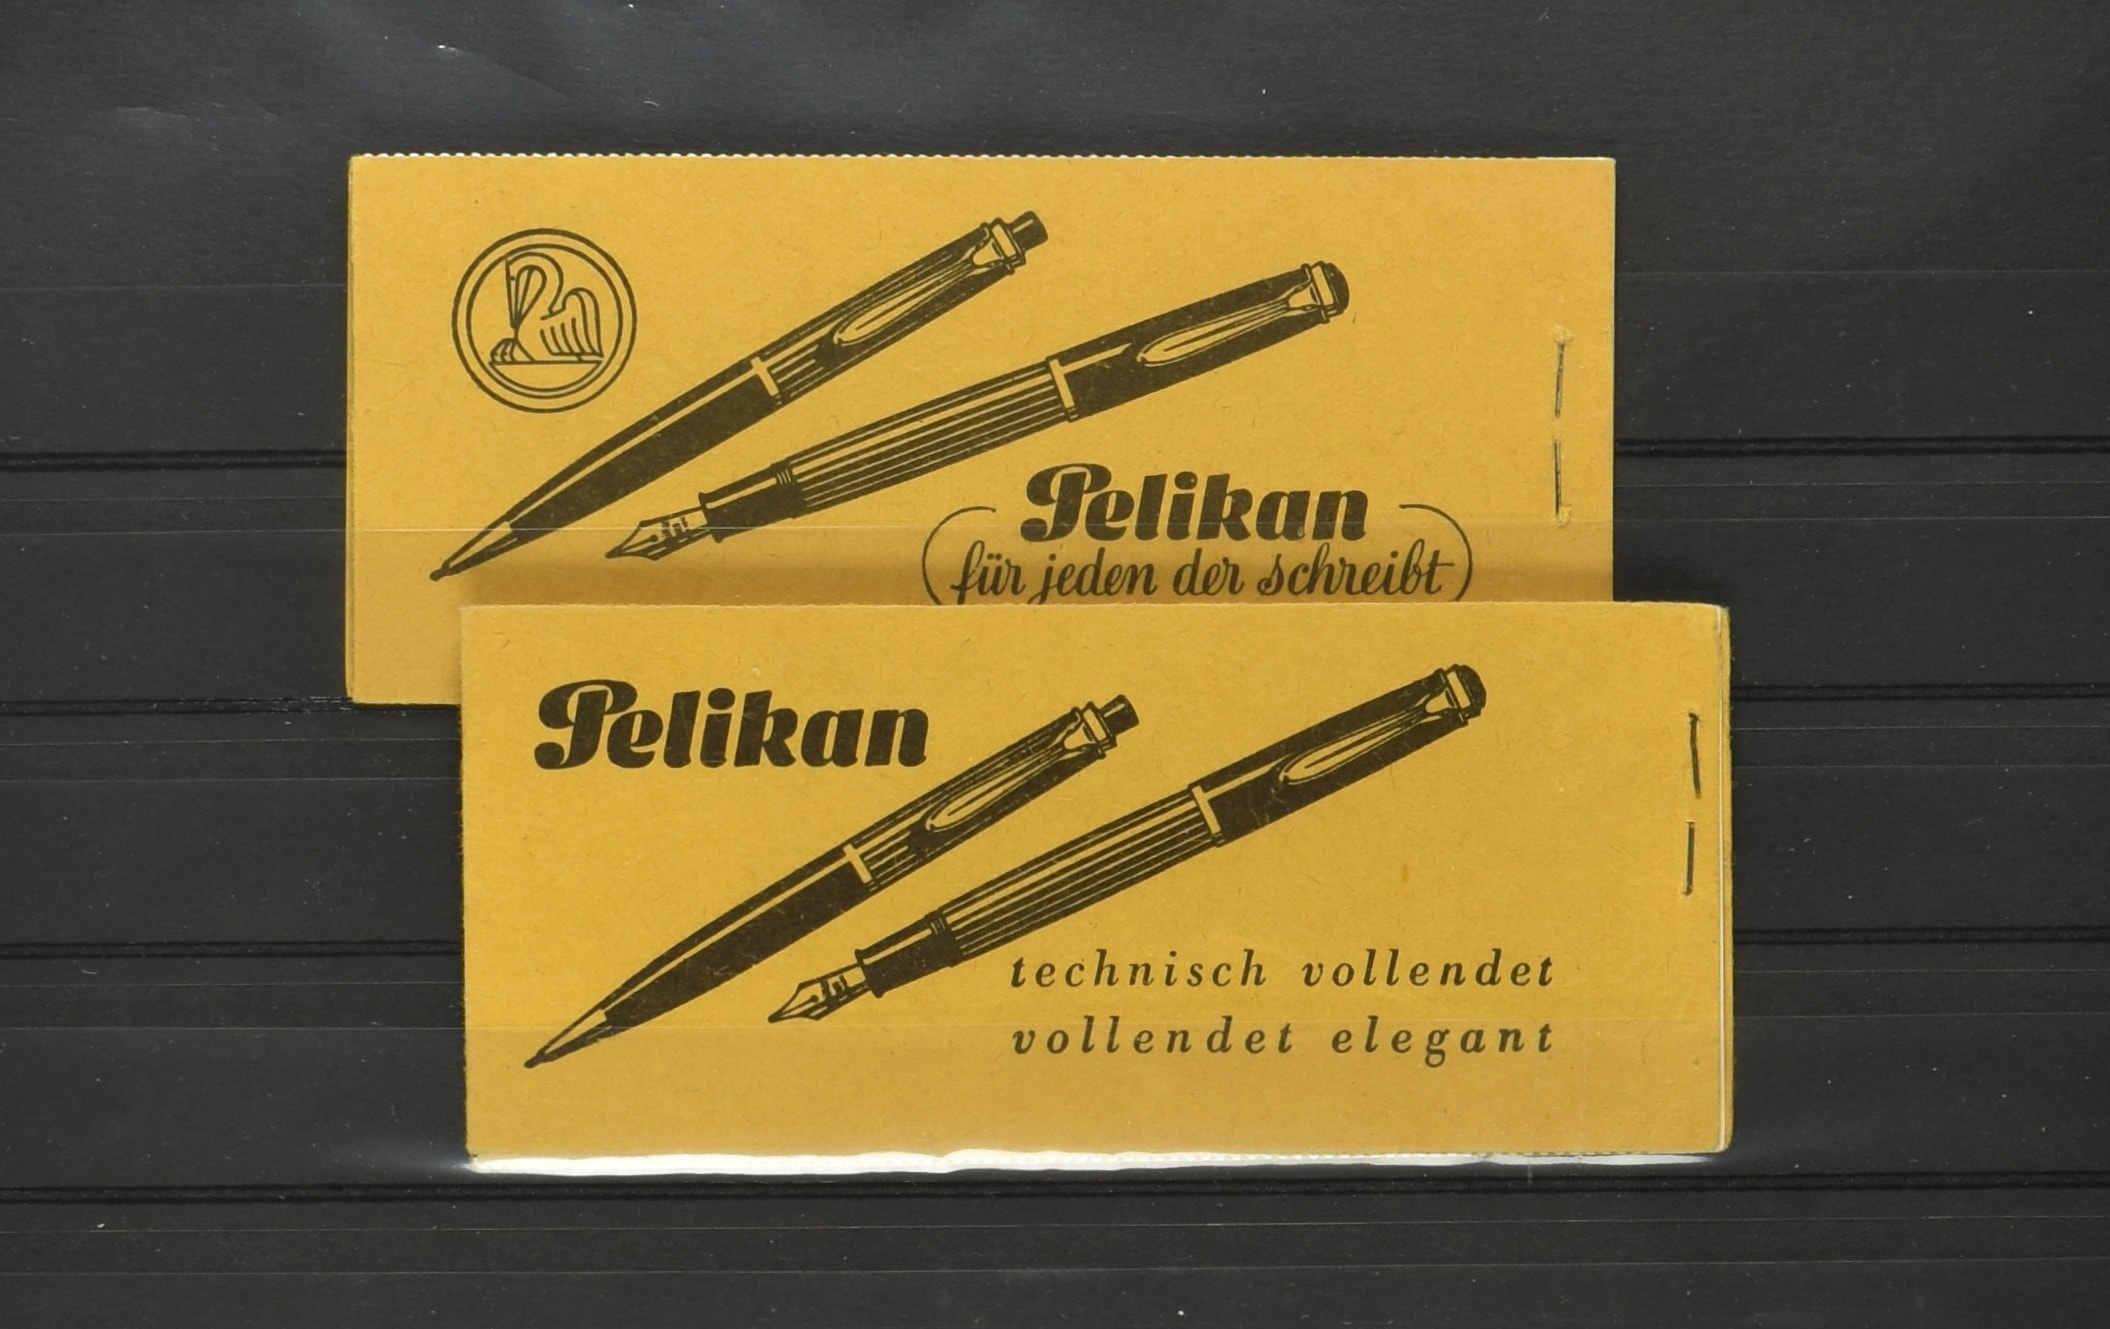 Pelikan
für jeden der schreibt
Pelikan
technisch vollendet
vollendet elegant